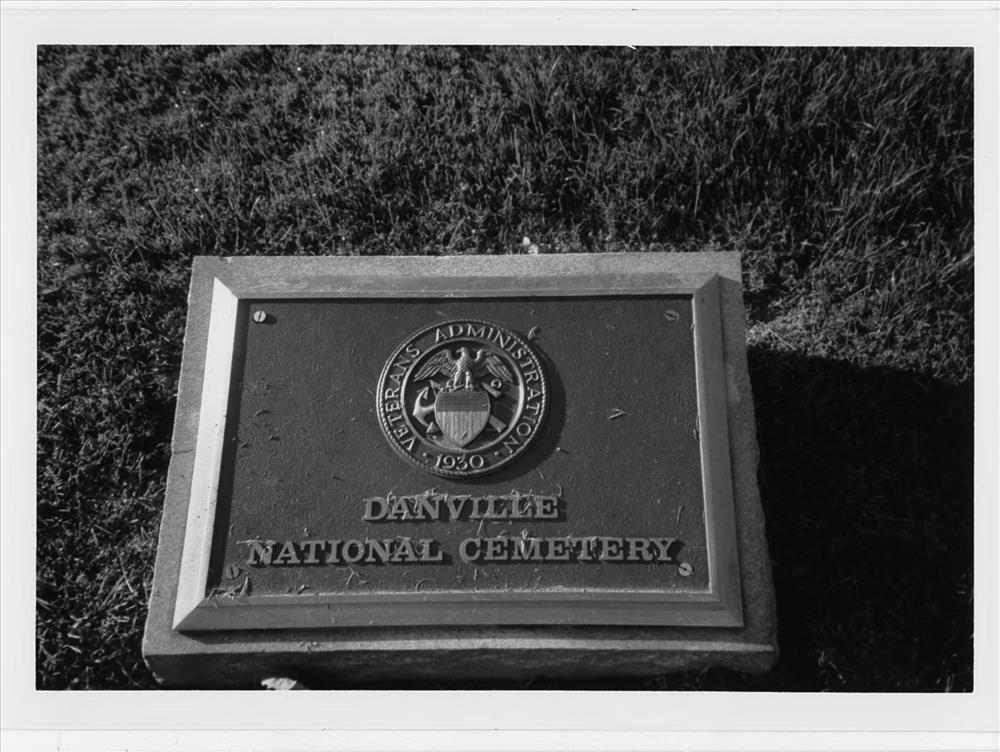 VETERANS ADMINISTRATION
· 1930 ·
DANVILLE
NATIONAL CEMETERY